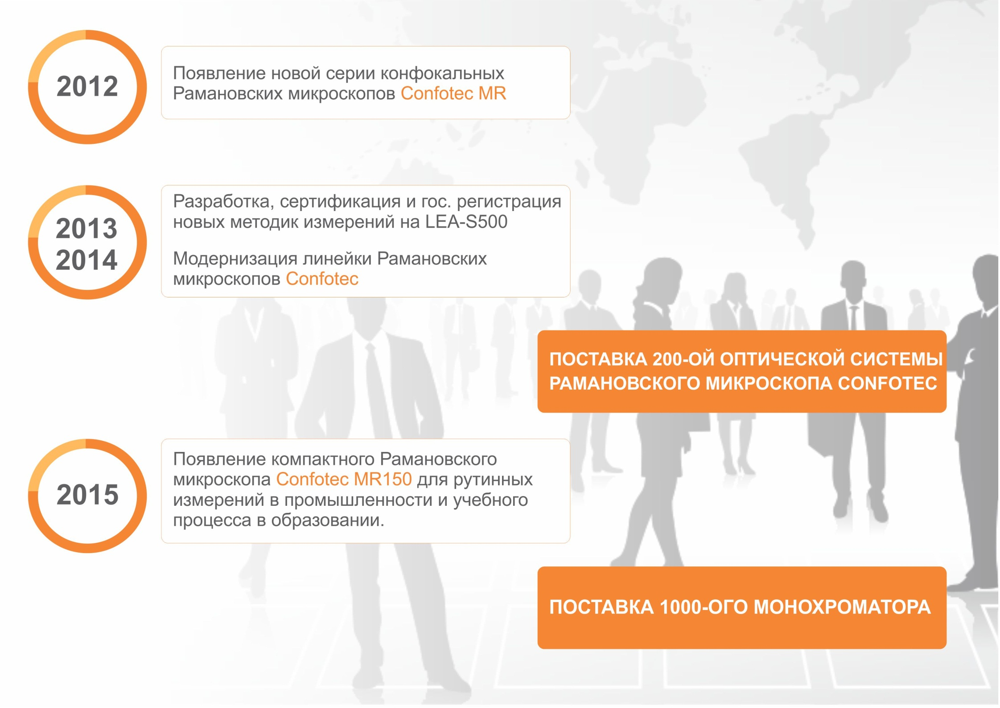 2012
Появление новой серии конфокальных
Рамановских микроскопов Confotec MR
2013
2014
Разработка, сертификация и гос. регистрация
новых методик измерений на LEA-S500
Модернизация линейки Рамановских
микроскопов Confotec
ПОСТАВКА 200-ОЙ ОПТИЧЕСКОЙ СИСТЕМЫ
РАМАНОВСКОГО МИКРОСКОПА CONFOTEC
2015
Появление компактного Рамановского
микроскопа Confotec MR150 для рутинных
измерений в промышленности и учебного
процесса в образовании.
ПОСТАВКА 1000-ОГО МОНОХРОМАТОРА